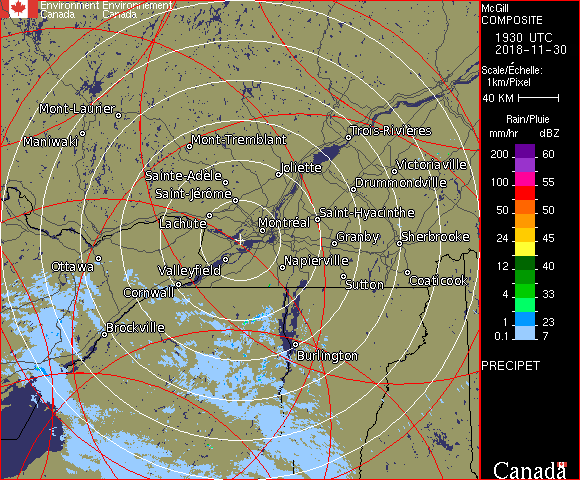 Environment Environnement
Canada Canada
McGill
COMPOSITE
1930 UTC
2018-11-30
Scale/Échelle:
1km/Pixel
40 KM
Rain/Pluie
mm/hr dBZ
200 60
150 57
100 55
50 50
24 45
12 40
4 33
1 23
0.1 7
PRECIPET
Canada
Mont-Laurier
Maniwaki
Mont-Tremblant
Trois-Rivières
Joliette
Victoriaville
Sainte-Adèle
Drummondville
Saint-Jérôme
Saint-Hyacinthe
Lachute
Montréal
Granby
Sherbrooke
Ottawa
Valleyfield
Napierville
Cornwall
Sutton
Coaticook
Brockville
Burlington